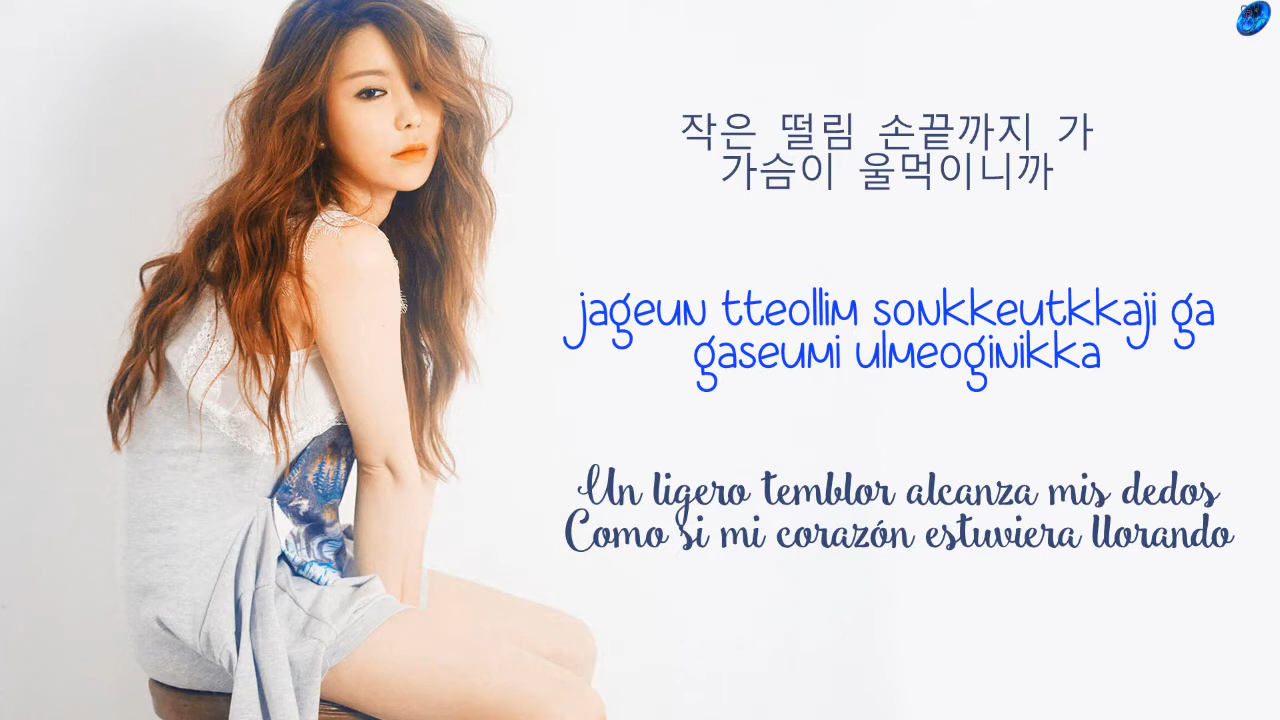 작은 떨림 손끝까지 가
가슴이 울먹이니까
jageun tteollim sonkkeutkkaji ga
gaseumi ulmeoginikka
Un ligero temblor alcanza mis dedos
Como si mi corazón estuviera llorando